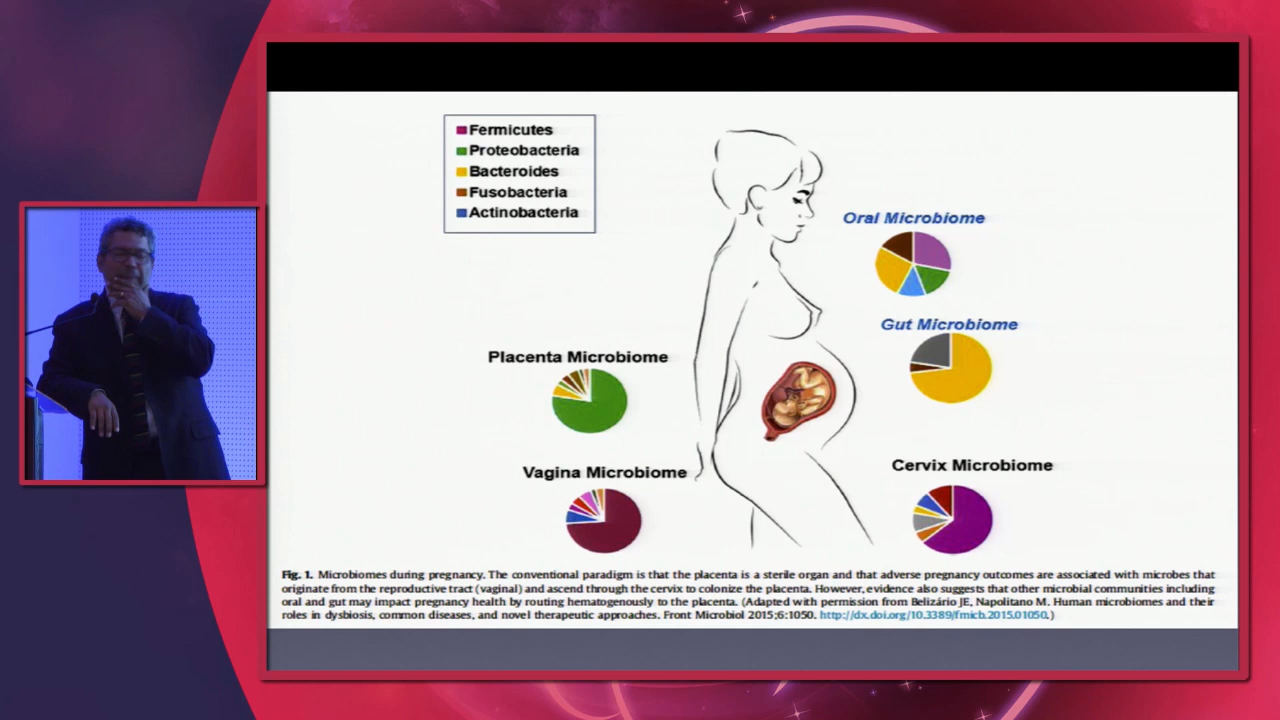 Fermicutes
Proteobacteria
Bacteroides
Fusobacteria
Actinobacteria
Oral Microbiome
Gut Microbiome
Placenta Microbiome
Vagina Microbiome
Cervix Microbiome
Fig. 1. Microbiomes during pregnancy. The conventional paradigm is that the placenta is a sterile organ and that adverse pregnancy outcomes are associated with microbes that
originate from the reproductive tract (vaginal) and ascend through the cervix to colonize the placenta. However, evidence also suggests that other microbial communities including
oral and gut may impact pregnancy health by routing hematogenously to the placenta. (Adapted with permission from Belizário JE, Napolitano M. Human microbiomes and their
roles in dysbiosis, common diseases, and novel therapeutic approaches. Front Microbiol 2015;6:1050. http://dx.doi.org/10.3389/fmicb.2015.01050.)